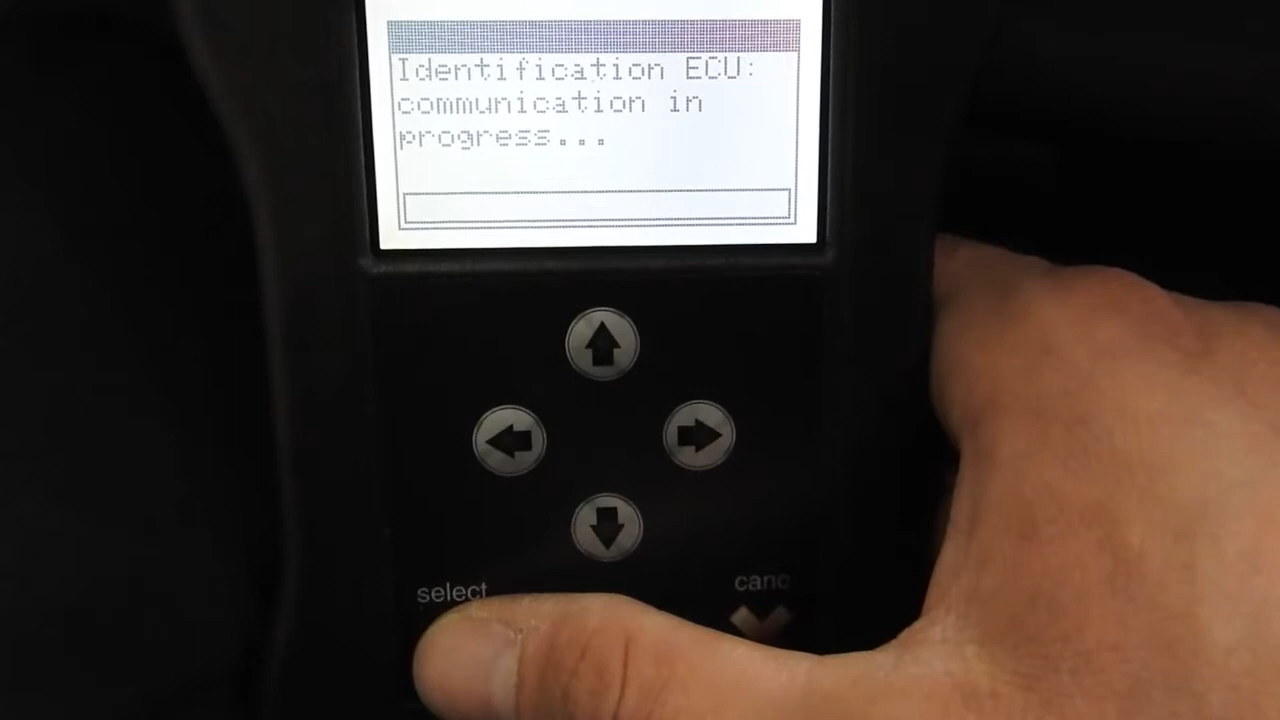 Identification ECU:
communication in
progress...
select
canc